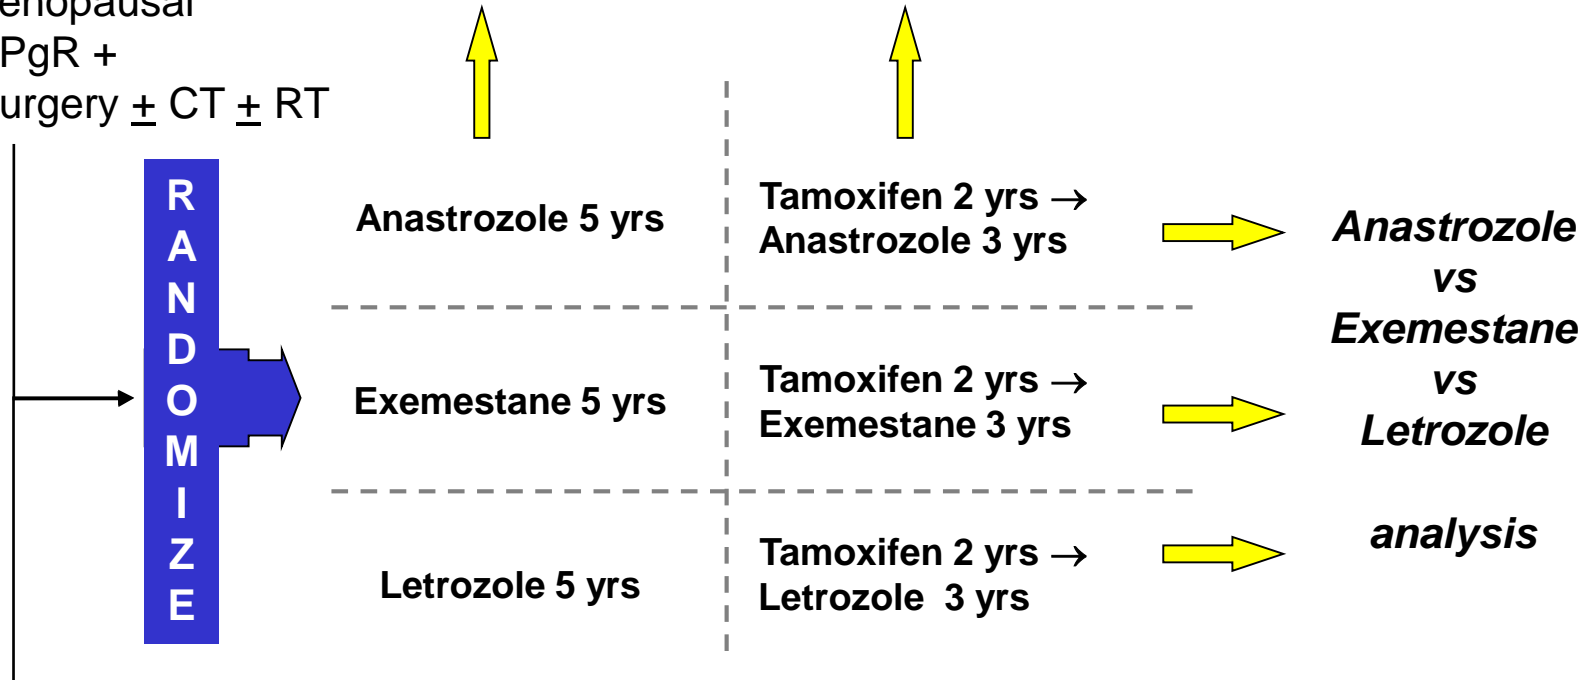 enopausal
PgR +
urgery ± CT ± RT
R
A
N
D
O
M
I
Z
E
Anastrozole 5 yrs
Tamoxifen 2 yrs →
Anastrozole 3 yrs
Exemestane 5 yrs
Tamoxifen 2 yrs →
Exemestane 3 yrs
Letrozole 5 yrs
Tamoxifen 2 yrs →
Letrozole 3 yrs
Anastrozole
vs
Exemestane
vs
Letrozole
analysis